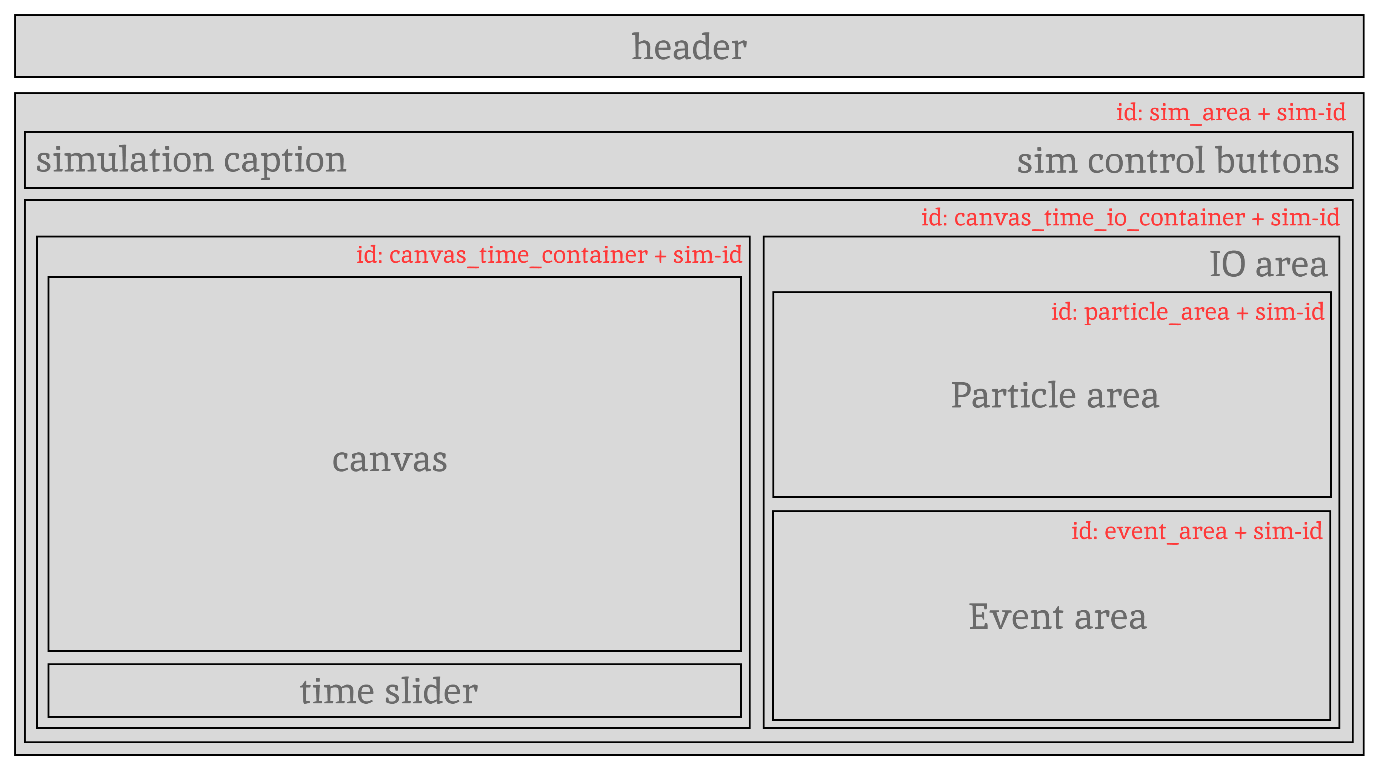 header
id: sim_area + sim-id
simulation caption
sim control buttons
id: canvas_time_io_container + sim-id
id: canvas_time_container + sim-id
canvas
time slider
IO area
id: particle_area + sim-id
Particle area
id: event_area + sim-id
Event area